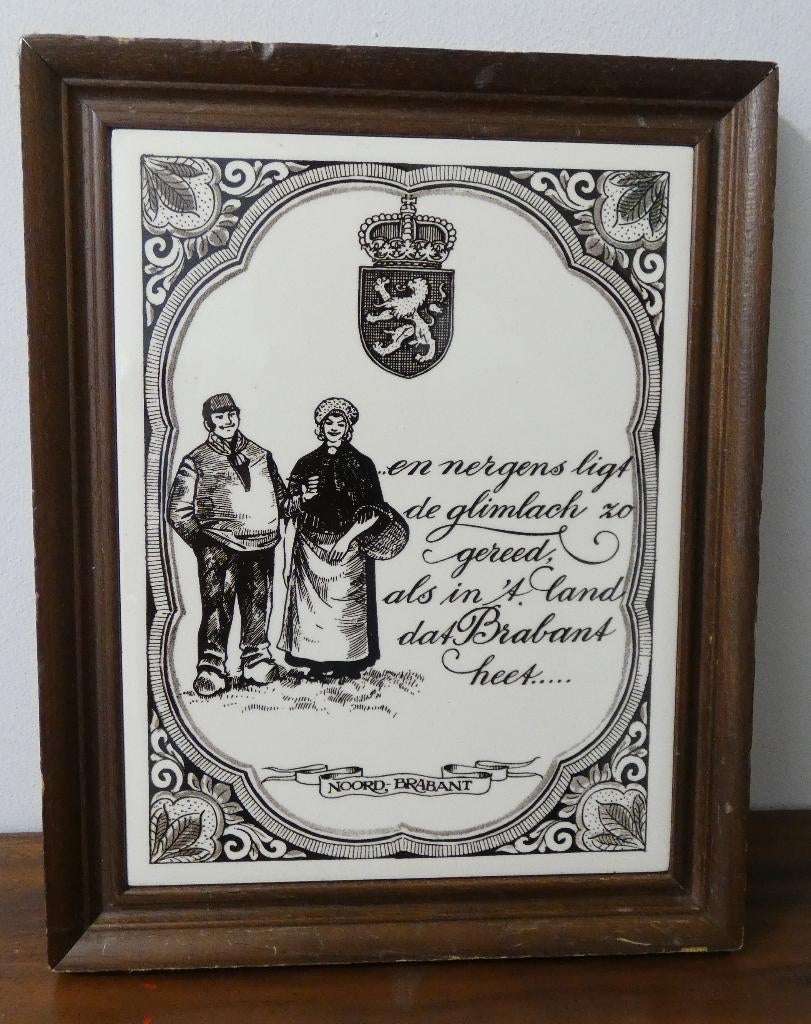 ..en nergens ligt
de glimlach zo
gereed,
als in 't land
dat Brabant
heet.....
NOORD-BRABANT